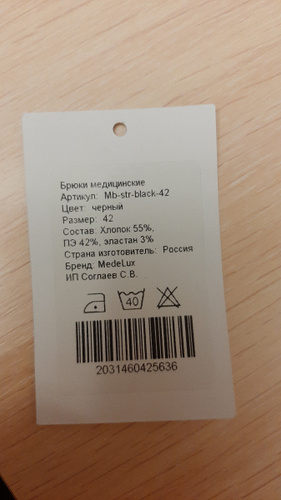 Брюки медицинские
Артикул: Mb-str-black-42
Цвет: черный
Размер: 42
Состав: Хлопок 55%,
ПЭ 42%, эластан 3%
Страна изготовитель: Россия
Бренд: MedeLux
ИП Соглаев С.В.
40
2031460425636